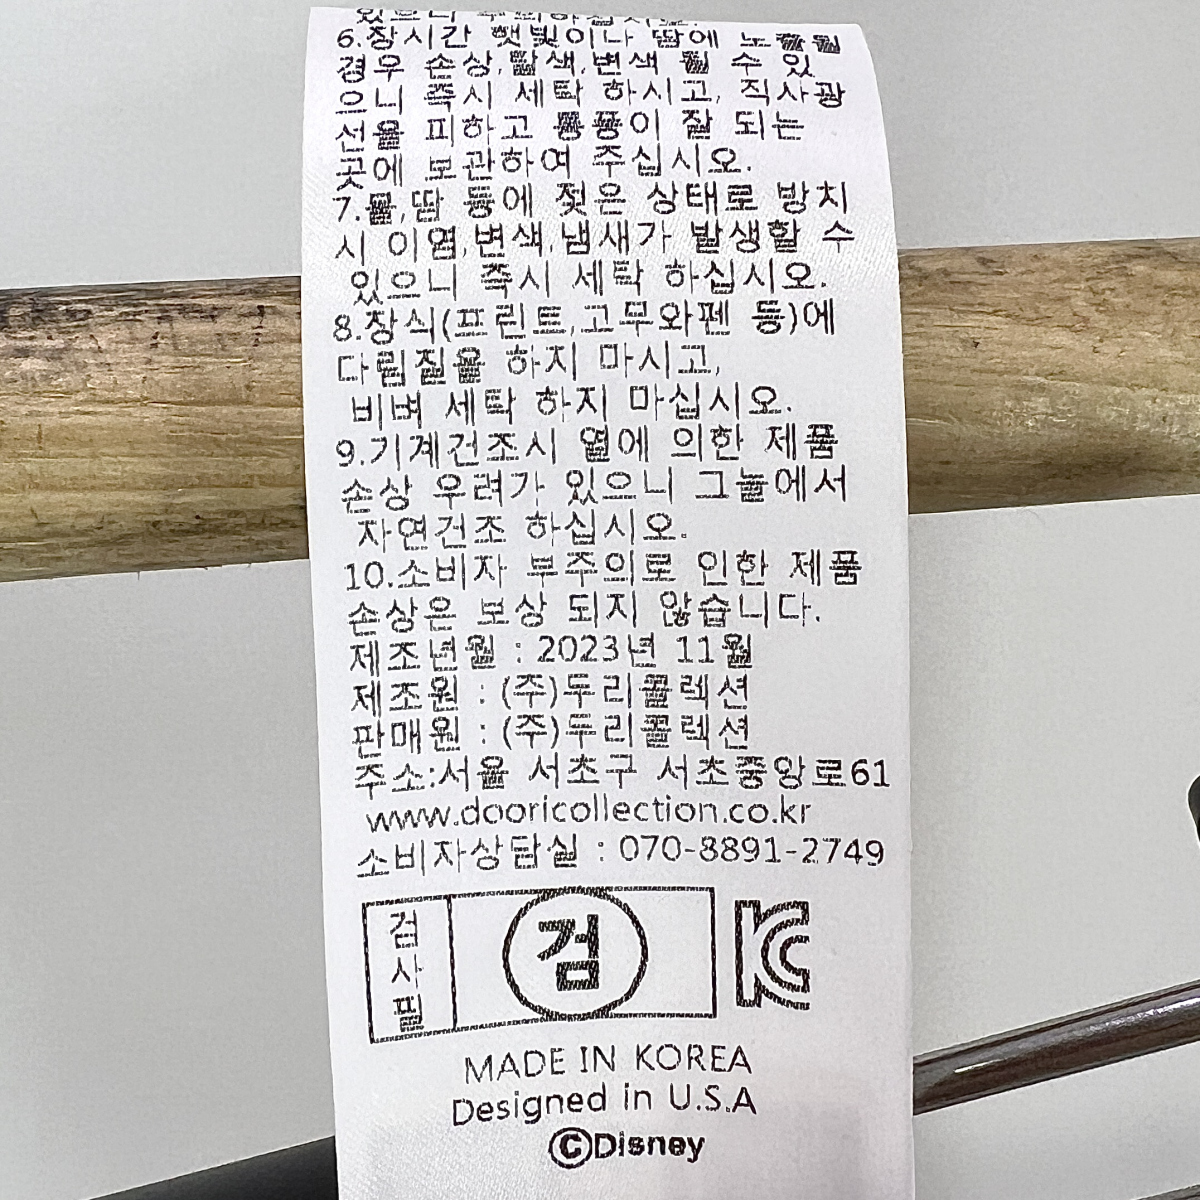 있으니 주의하십시오.
6.장시간 햇빛이나 땀에 노출될
경우 손상,탈색,변색 될 수 있
으니 즉시 세탁 하시고, 직사광
선을 피하고 통풍이 잘 되는
곳에 보관하여 주십시오.
7.물,땀 등에 젖은 상태로 방치
시 이염,변색,냄새가 발생할 수
있으니 즉시 세탁 하십시오.
8.장식(프린트,고무와펜 등)에
다림질을 하지 마시고,
비벼 세탁 하지 마십시오.
9.기계건조시 열에 의한 제품
손상 우려가 있으니 그늘에서
자연건조 하십시오.
10.소비자 부주의로 인한 제품
손상은 보상 되지 않습니다.
제조년월 : 2023년 11월
제조원 : (주)두리콜렉션
판매원 : (주)두리콜렉션
주소:서울 서초구 서초중앙로61
www.dooricollection.co.kr
소비자상담실 : 070-8891-2749
검사필
검
KC
MADE IN KOREA
Designed in U.S.A
©Disney